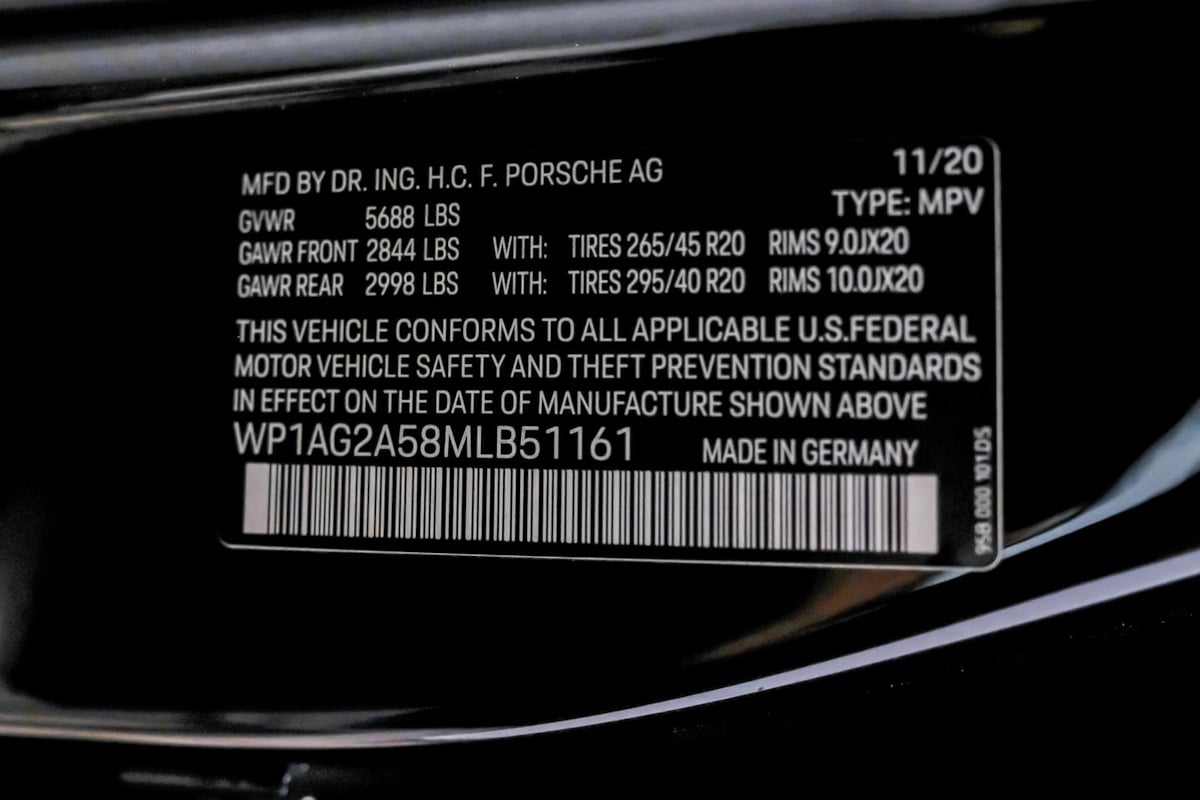 MFD BY DR. ING. H.C. F. PORSCHE AG 11/20
TYPE: MPV
GVWR 5688 LBS
GAWR FRONT 2844 LBS WITH: TIRES 265/45 R20 RIMS 9.0JX20
GAWR REAR 2998 LBS WITH: TIRES 295/40 R20 RIMS 10.0JX20
THIS VEHICLE CONFORMS TO ALL APPLICABLE U.S.FEDERAL
MOTOR VEHICLE SAFETY AND THEFT PREVENTION STANDARDS
IN EFFECT ON THE DATE OF MANUFACTURE SHOWN ABOVE
WP1AG2A58MLB51161 MADE IN GERMANY
95B 000 101.DS